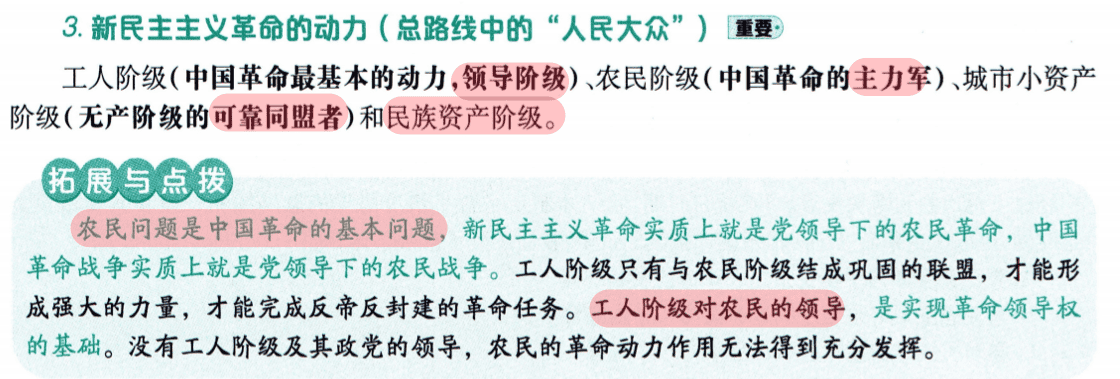 3. 新民主主义革命的动力（总路线中的“人民大众”） 重要
工人阶级（中国革命最基本的动力，领导阶级）、农民阶级（中国革命的主力军）、城市小资产
阶级（无产阶级的可靠同盟者）和民族资产阶级。
拓展与点拨
农民问题是中国革命的基本问题，新民主主义革命实质上就是党领导下的农民革命，中国
革命战争实质上就是党领导下的农民战争。工人阶级只有与农民阶级结成巩固的联盟，才能形
成强大的力量，才能完成反帝反封建的革命任务。工人阶级对农民的领导，是实现革命领导权
的基础。没有工人阶级及其政党的领导，农民的革命动力作用无法得到充分发挥。